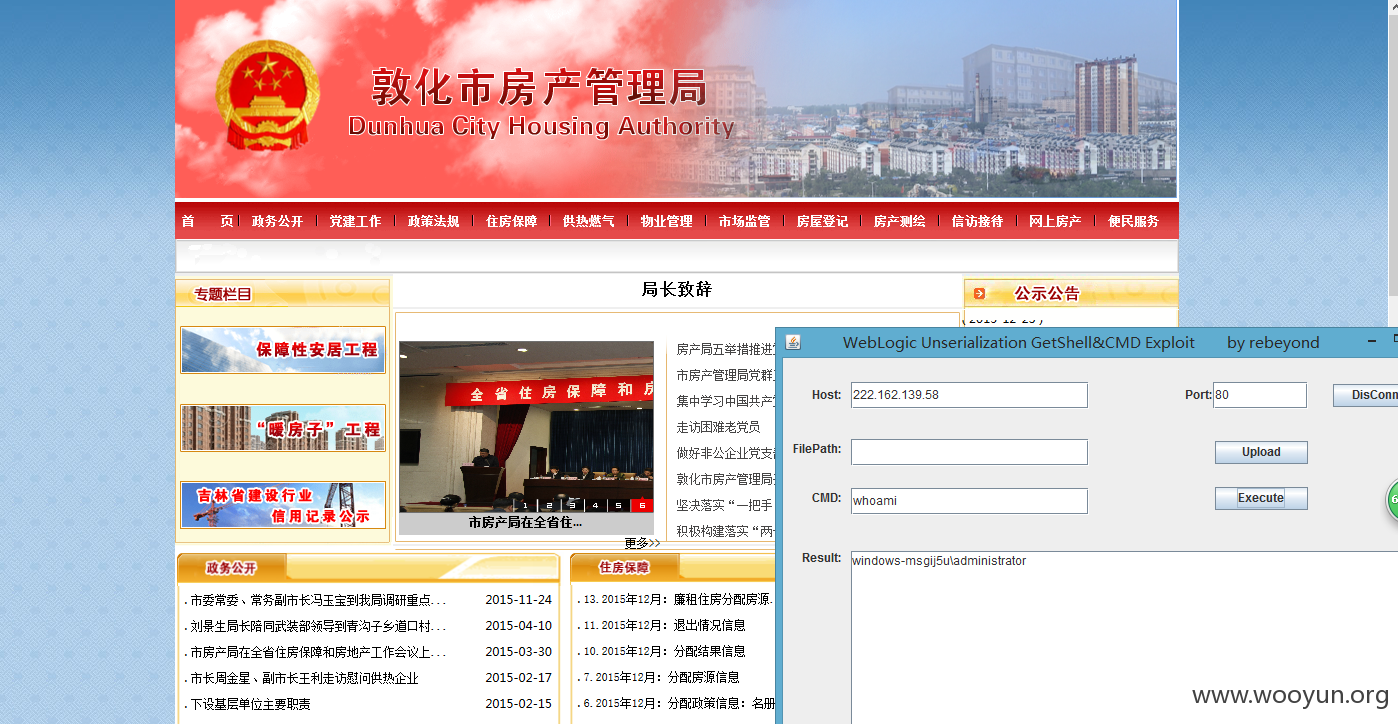 敦化市房产管理局
Dunhua City Housing Authority
首 页 政务公开 党建工作 政策法规 住房保障 供热燃气 物业管理 市场监管 房屋登记 房产测绘 信访接待 网上房产 便民服务
专题栏目
保障性安居工程
“暖房子”工程
吉林省建设行业
信用记录公示
局长致辞
全省住房保障和房
1 2 3 4 5 6
市房产局在全省住...
房产局五举措推进
市房产管理局党群
集中学习中国共产
走访困难老党员
做好非公企业党支
敦化市房产管理局
坚决落实“一把手
积极构建落实“两
更多>>
公示公告
WebLogic Unserialization GetShell&CMD Exploit by rebeyond
Host: 222.162.139.58 Port: 80 DisConn
FilePath: Upload
CMD: whoami Execute
Result: windows-msgij5u\administrator
政务公开
.市委常委、常务副市长冯玉宝到我局调研重点... 2015-11-24
.刘景生局长陪同武装部领导到青沟子乡道口村... 2015-04-10
.市房产局在全省住房保障和房地产工作会议上... 2015-03-30
.市长周金星、副市长王利走访慰问供热企业 2015-02-17
.下设基层单位主要职责 2015-02-15
住房保障
.13.2015年12月：廉租住房分配房源.
.11.2015年12月：退出情况信息
.10.2015年12月：分配结果信息
.7.2015年12月：分配房源信息
.6.2015年12月：分配政策信息：名册
www.wooyun.org